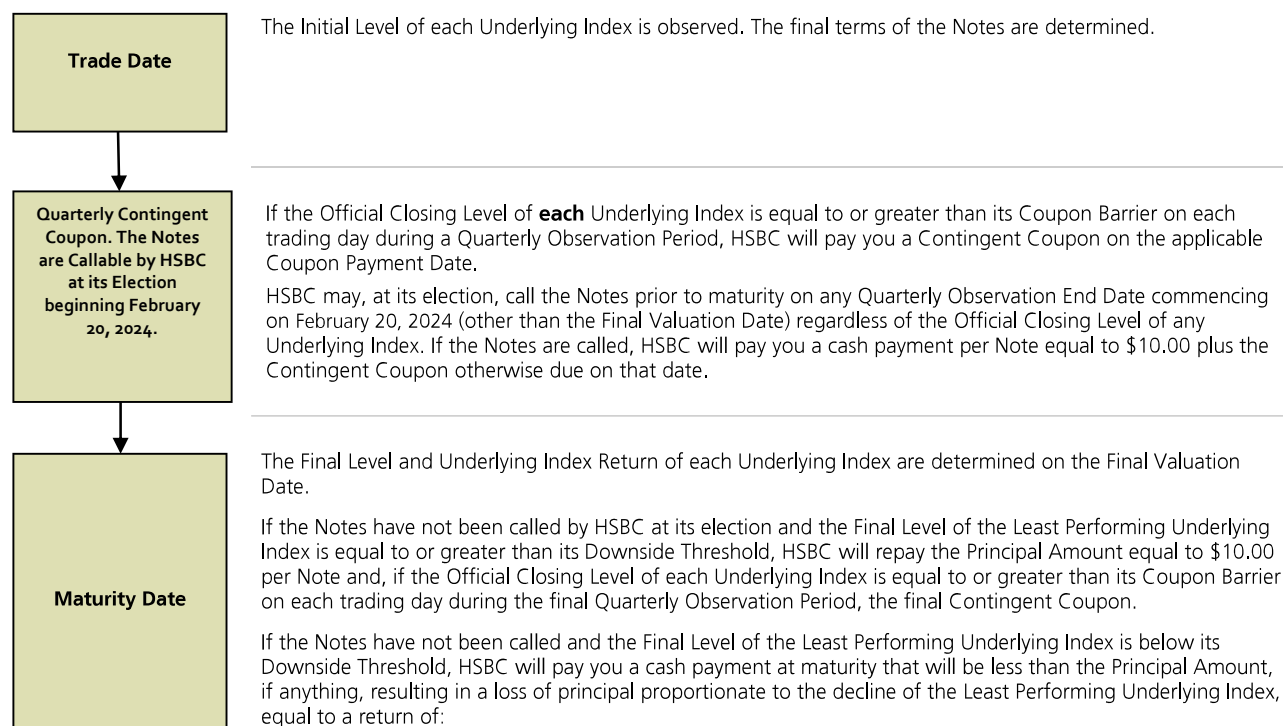 Trade Date
The Initial Level of each Underlying Index is observed. The final terms of the Notes are determined.
Quarterly Contingent
Coupon. The Notes
are Callable by HSBC
at its Election
beginning February
20, 2024.
If the Official Closing Level of each Underlying Index is equal to or greater than its Coupon Barrier on each
trading day during a Quarterly Observation Period, HSBC will pay you a Contingent Coupon on the applicable
Coupon Payment Date.
HSBC may, at its election, call the Notes prior to maturity on any Quarterly Observation End Date commencing
on February 20, 2024 (other than the Final Valuation Date) regardless of the Official Closing Level of any
Underlying Index. If the Notes are called, HSBC will pay you a cash payment per Note equal to $10.00 plus the
Contingent Coupon otherwise due on that date.
Maturity Date
The Final Level and Underlying Index Return of each Underlying Index are determined on the Final Valuation
Date.
If the Notes have not been called by HSBC at its election and the Final Level of the Least Performing Underlying
Index is equal to or greater than its Downside Threshold, HSBC will repay the Principal Amount equal to $10.00
per Note and, if the Official Closing Level of each Underlying Index is equal to or greater than its Coupon Barrier
on each trading day during the final Quarterly Observation Period, the final Contingent Coupon.
If the Notes have not been called and the Final Level of the Least Performing Underlying Index is below its
Downside Threshold, HSBC will pay you a cash payment at maturity that will be less than the Principal Amount,
if anything, resulting in a loss of principal proportionate to the decline of the Least Performing Underlying Index,
equal to a return of: